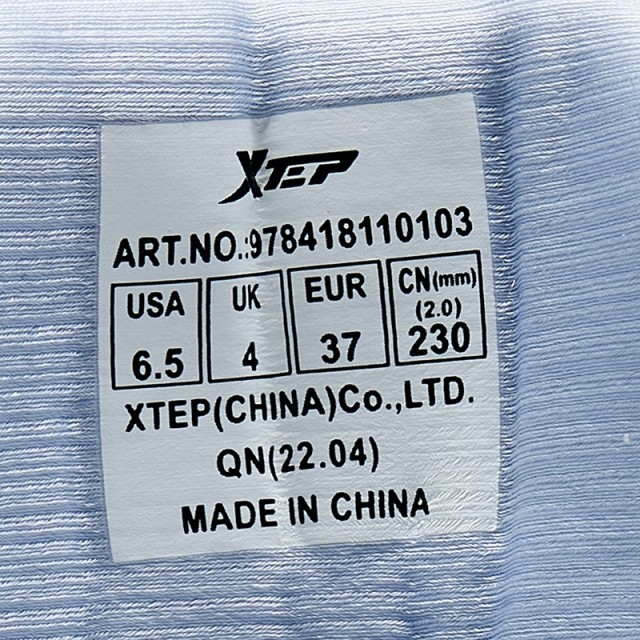 XTEP
ART.NO.:978418110103
USA UK EUR CN(mm)
(2.0)
6.5 4 37 230
XTEP(CHINA)Co.,LTD.
QN(22.04)
MADE IN CHINA